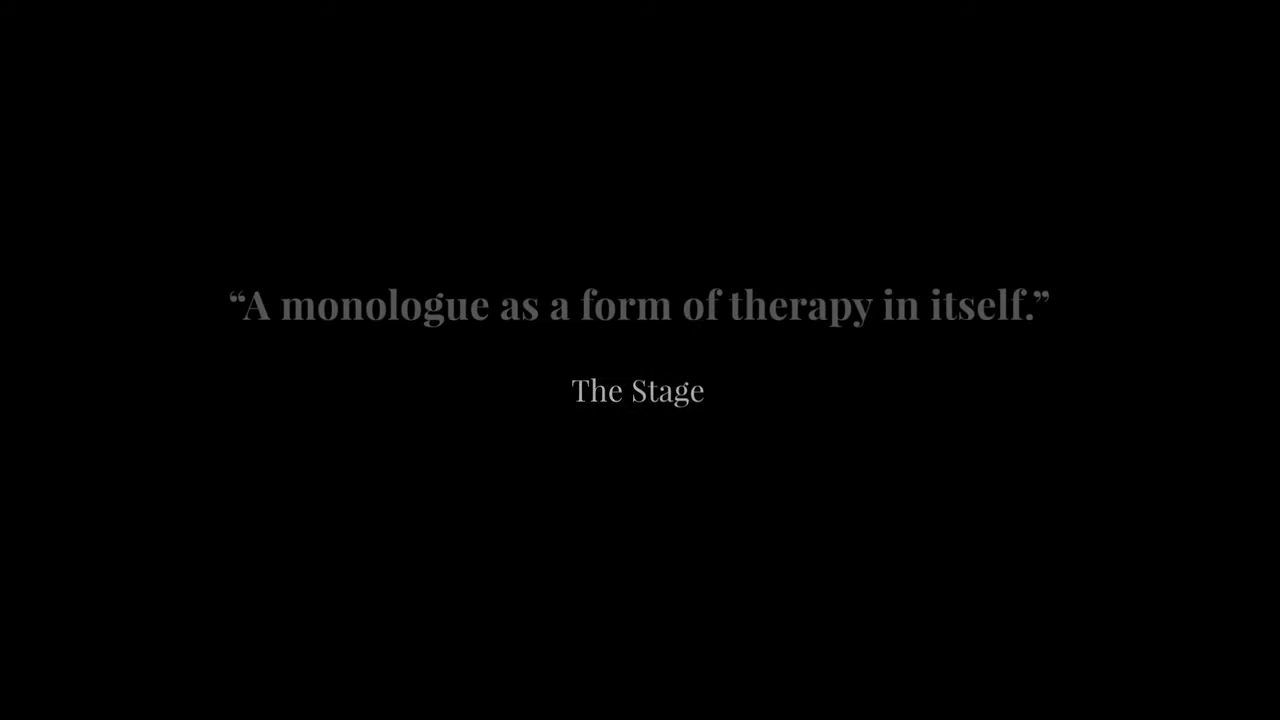 “A monologue as a form of therapy in itself.”
The Stage